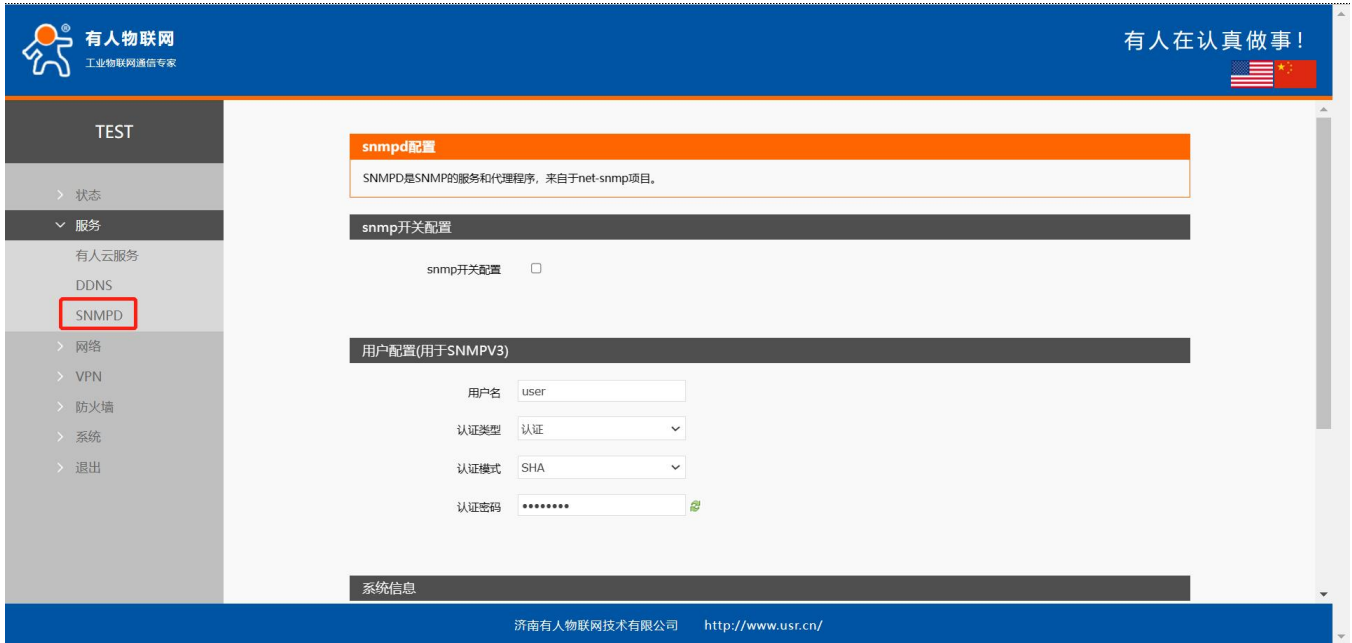 有人物联网
工业物联网通信专家
有人在认真做事!
TEST
状态
服务
有人云服务
DDNS
SNMPD
网络
VPN
防火墙
系统
退出
snmpd配置
SNMPD是SNMP的服务和代理程序，来自于net-snmp项目。
snmp开关配置
snmp开关配置
用户配置(用于SNMPV3)
用户名 user
认证类型 认证
认证模式 SHA
认证密码 ••••••••
系统信息
济南有人物联网技术有限公司 http://www.usr.cn/